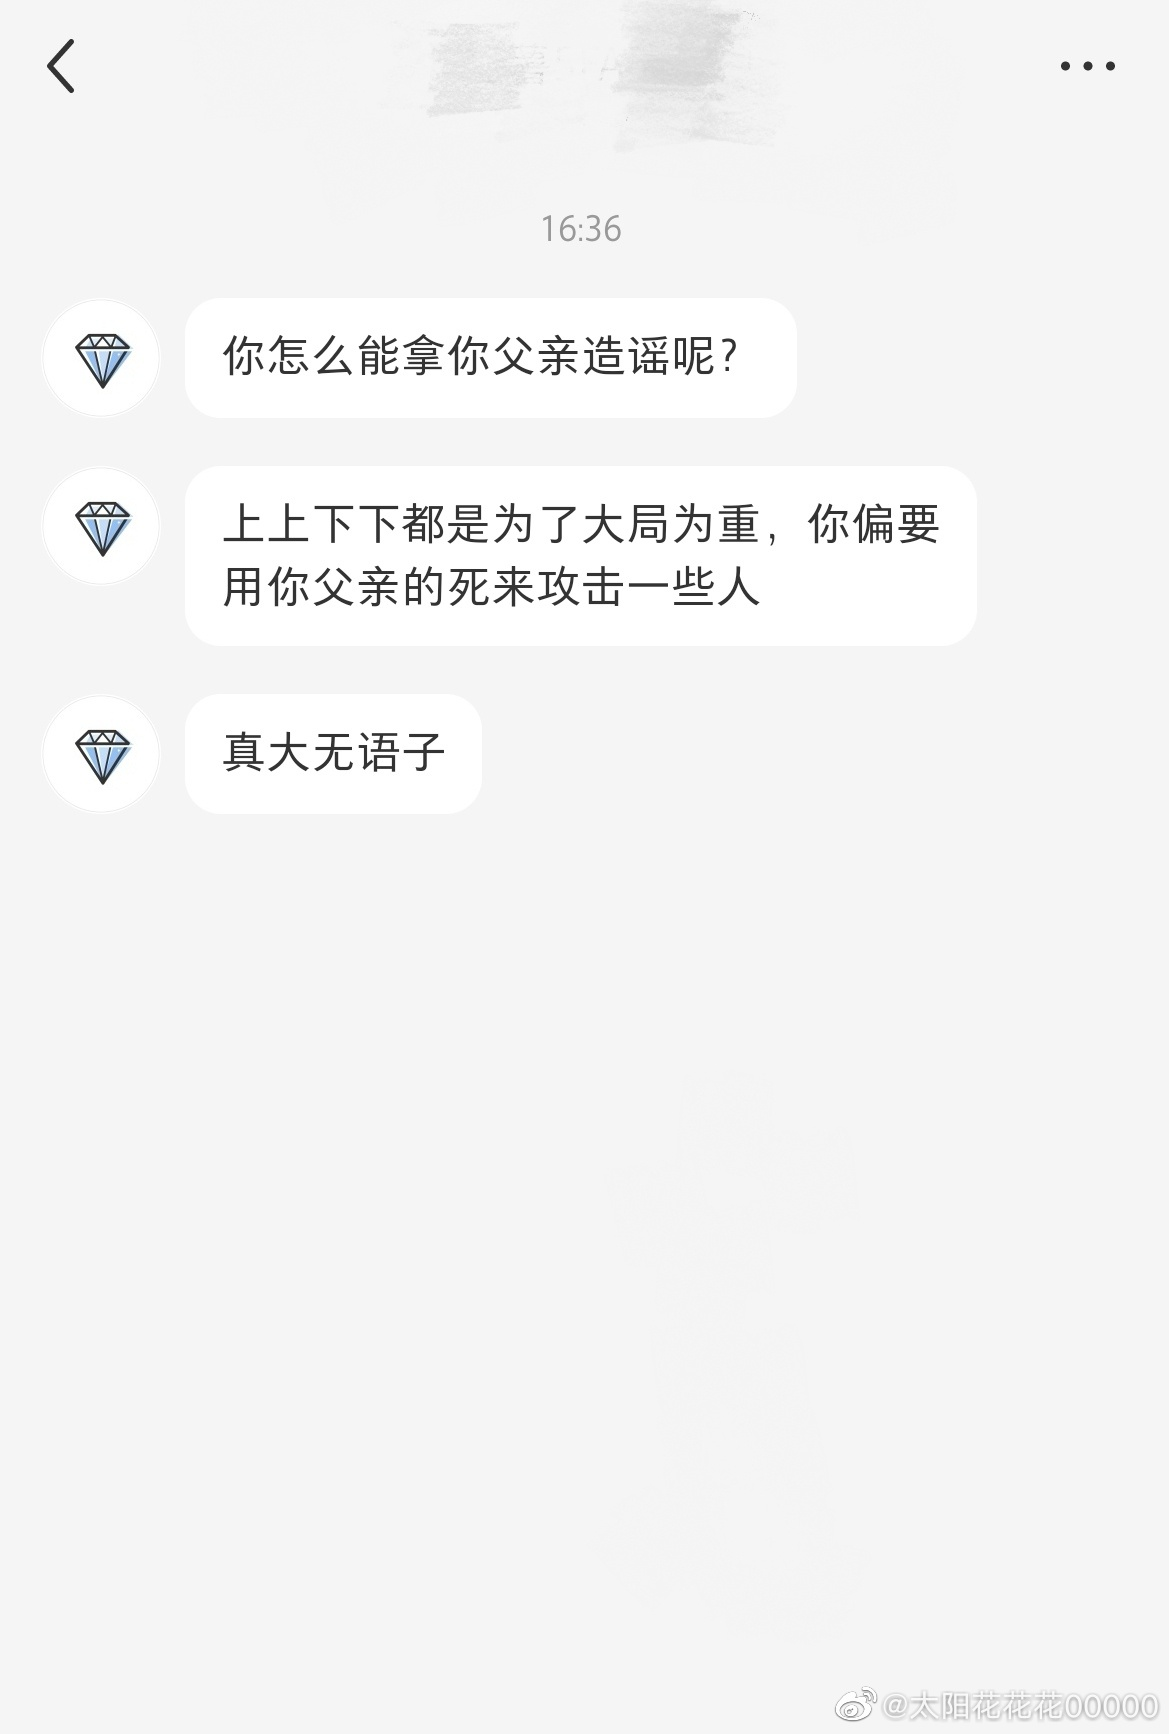 16:36
你怎么能拿你父亲造谣呢？
上上下下都是为了大局为重，你偏要
用你父亲的死来攻击一些人
真大无语子
@太阳花花花00000